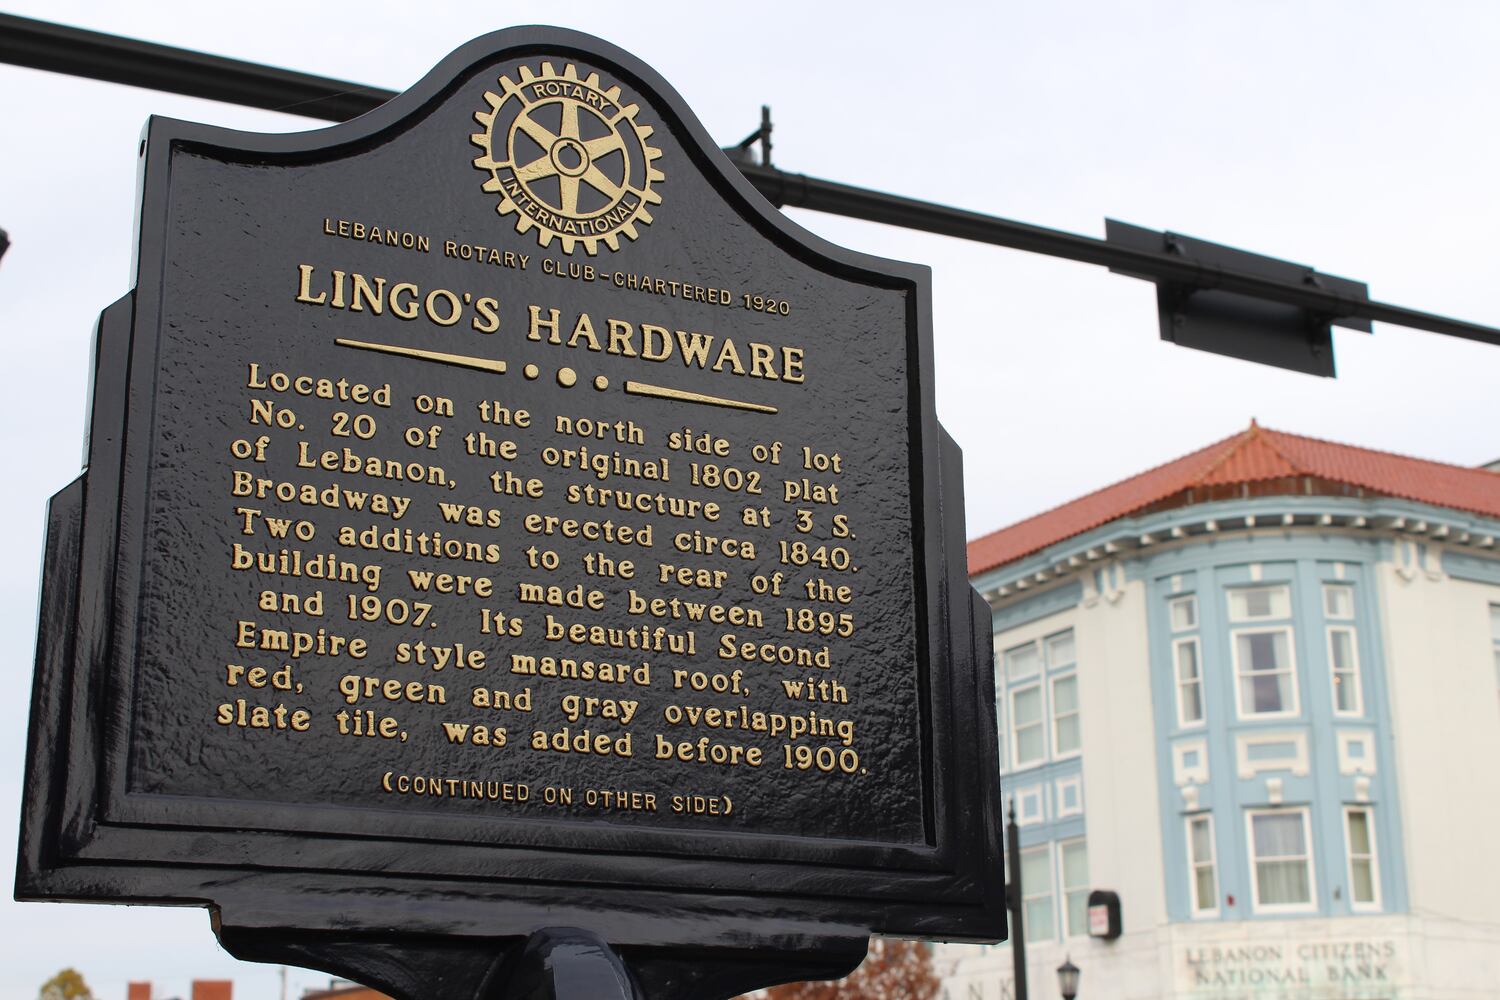 ROTARY
INTERNATIONAL
LEBANON ROTARY CLUB-CHARTERED 1920
LINGO'S HARDWARE
Located on the north side of lot
No. 20 of the original 1802 plat
of Lebanon, the structure at 3 S.
Broadway was erected circa 1840.
Two additions to the rear of the
building were made between 1895
and 1907. Its beautiful Second
Empire style mansard roof, with
red, green and gray overlapping
slate tile, was added before 1900.
(CONTINUED ON OTHER SIDE)
LEBANON CITIZENS
NATIONAL BANK